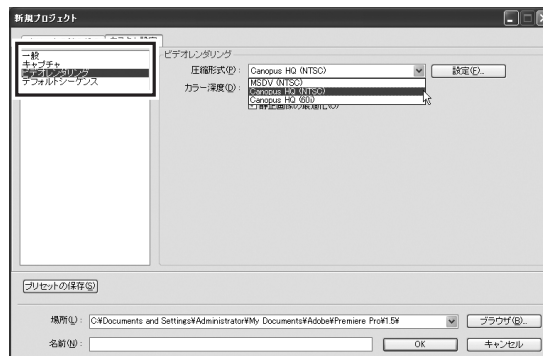 新規プロジェクト
一般
キャプチャ
ビデオレンダリング
デフォルトシーケンス
ビデオレンダリング
圧縮形式(P): Canopus HQ (NTSC) 設定(F)...
MSDV (NTSC)
カラー深度(D): Canopus HQ (NTSC)
Canopus HQ (60i)
プリセットの保存(S)
場所(L): C:¥Documents and Settings¥Administrator¥My Documents¥Adobe¥Premiere Pro¥1.5¥ ブラウザ(B)...
名前(N): OK キャンセル